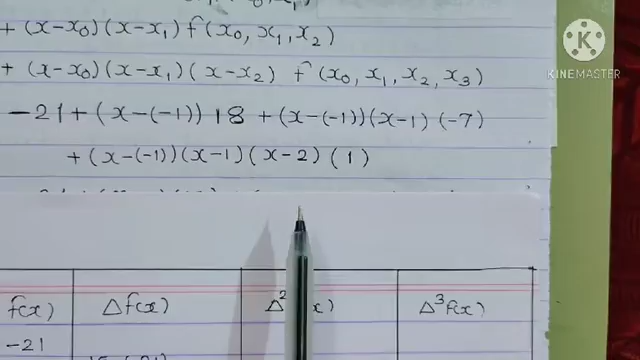 + (x-x₀)(x-x₁) f(x₀, x₁, x₂)
+ (x-x₀)(x-x₁)(x-x₂) f(x₀, x₁, x₂, x₃)
-21+(x-(-1)) 18 +(x-(-1))(x-1)(-7)
+(x-(-1))(x-1)(x-2)(1)
f(x) Δf(x) Δ² x) Δ³f(x)
-21
KINEMASTER